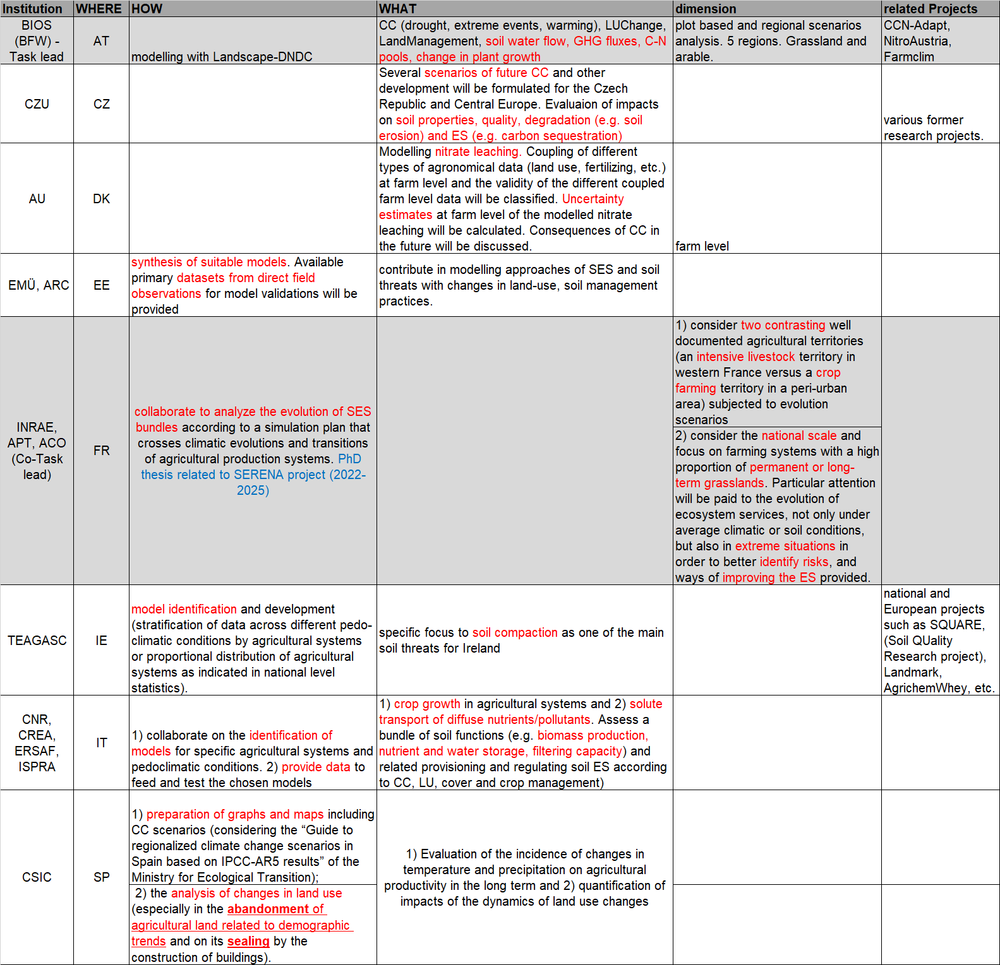 Institution WHERE HOW WHAT dimension related Projects
BIOS
(BFW) -
Task lead
AT
modelling with Landscape-DNDC
CC (drought, extreme events, warming), LUChange,
LandManagement, soil water flow, GHG fluxes, C-N
pools, change in plant growth
plot based and regional scenarios
analysis. 5 regions. Grassland and
arable.
CCN-Adapt,
NitroAustria,
Farmclim
CZU
CZ
Several scenarios of future CC and other
development will be formulated for the Czech
Republic and Central Europe. Evaluaion of impacts
on soil properties, quality, degradation (e.g. soil
erosion) and ES (e.g. carbon sequestration)
various former
research projects.
AU
DK
Modelling nitrate leaching. Coupling of different
types of agronomical data (land use, fertilizing, etc.)
at farm level and the validity of the different coupled
farm level data will be classified. Uncertainty
estimates at farm level of the modelled nitrate
leaching will be calculated. Consequences of CC in
the future will be discussed.
farm level
EMÜ, ARC
EE
synthesis of suitable models. Available
primary datasets from direct field
observations for model validations will be
provided
contribute in modelling approaches of SES and soil
threats with changes in land-use, soil management
practices.
INRAE,
APT, ACO
(Co-Task
lead)
FR
collaborate to analyze the evolution of SES
bundles according to a simulation plan that
crosses climatic evolutions and transitions
of agricultural production systems. PhD
thesis related to SERENA project (2022-
2025)
1) consider two contrasting well
documented agricultural territories
(an intensive livestock territory in
western France versus a crop
farming territory in a peri-urban
area) subjected to evolution
scenarios
2) consider the national scale and
focus on farming systems with a high
proportion of permanent or long-
term grasslands. Particular attention
will be paid to the evolution of
ecosystem services, not only under
average climatic or soil conditions,
but also in extreme situations in
order to better identify risks, and
ways of improving the ES provided.
TEAGASC
IE
model identification and development
(stratification of data across different pedo-
climatic conditions by agricultural systems
or proportional distribution of agricultural
systems as indicated in national level
statistics).
specific focus to soil compaction as one of the main
soil threats for Ireland
national and
European projects
such as SQUARE,
(Soil QUality
Research project),
Landmark,
AgrichemWhey, etc.
CNR,
CREA,
ERSAF,
ISPRA
IT
1) collaborate on the identification of
models for specific agricultural systems and
pedoclimatic conditions. 2) provide data to
feed and test the chosen models
1) crop growth in agricultural systems and 2) solute
transport of diffuse nutrients/pollutants. Assess a
bundle of soil functions (e.g. biomass production,
nutrient and water storage, filtering capacity) and
related provisioning and regulating soil ES according
to CC, LU, cover and crop management)
CSIC
SP
1) preparation of graphs and maps including
CC scenarios (considering the “Guide to
regionalized climate change scenarios in
Spain based on IPCC-AR5 results” of the
Ministry for Ecological Transition);
2) the analysis of changes in land use
(especially in the abandonment of
agricultural land related to demographic
trends and on its sealing by the
construction of buildings).
1) Evaluation of the incidence of changes in
temperature and precipitation on agricultural
productivity in the long term and 2) quantification of
impacts of the dynamics of land use changes